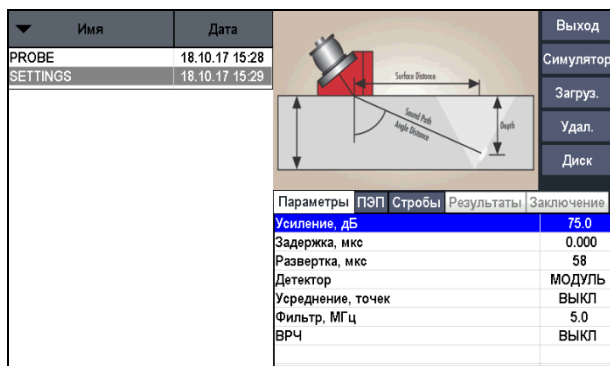 Имя Дата
PROBE 18.10.17 15:28
SETTINGS 18.10.17 15:29
Surface Distance
Sound Path
Angle Distance
Depth
Выход
Симулятор
Загруз.
Удал.
Диск
Параметры ПЭП Стробы Результаты Заключение
Усиление, дБ 75.0
Задержка, мкс 0.000
Развертка, мкс 58
Детектор МОДУЛЬ
Усреднение, точек ВЫКЛ
Фильтр, МГц 5.0
ВРЧ ВЫКЛ